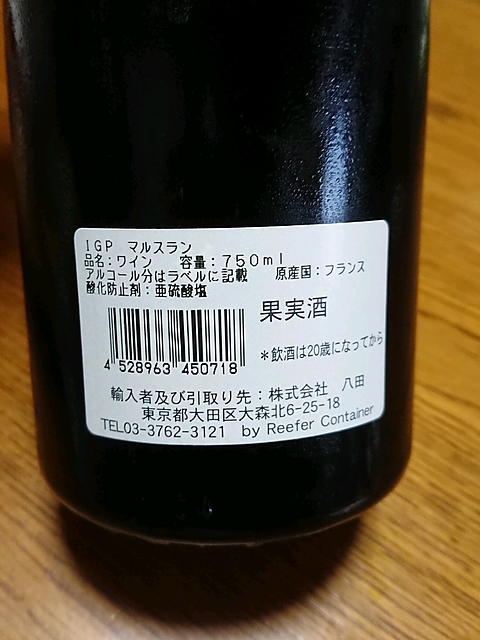 IGP マルスラン
品名：ワイン 容量：750ml
アルコール分はラベルに記載 原産国：フランス
酸化防止剤：亜硫酸塩
果実酒
4 528963 450718
＊飲酒は20歳になってから
輸入者及び引取り先：株式会社 八田
東京都大田区大森北6-25-18
TEL03-3762-3121 by Reefer Container